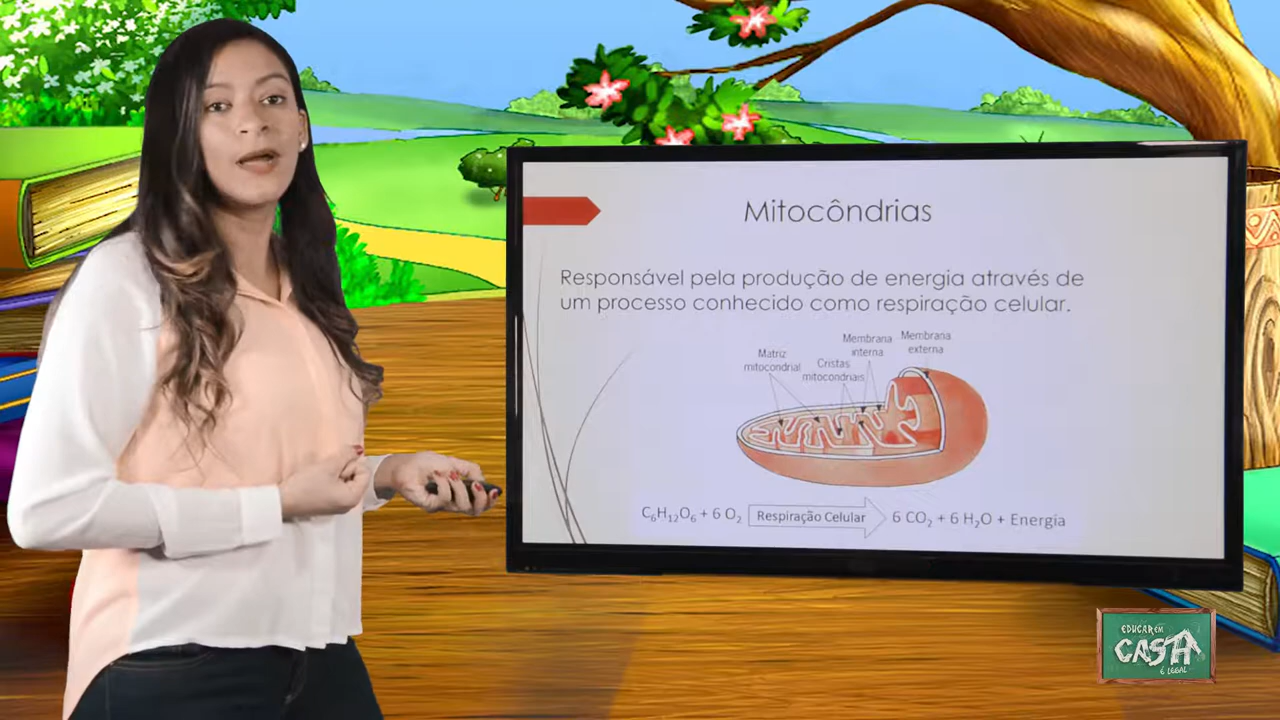 Mitocôndrias
Responsável pela produção de energia através de
um processo conhecido como respiração celular.
Membrana
interna
Membrana
externa
Matriz
mitocondrial
Cristas
mitocondriais
C₆H₁₂O₆ + 6 O₂ Respiração Celular 6 CO₂ + 6 H₂O + Energia
EDUCAR EM
CASA
É LEGAL